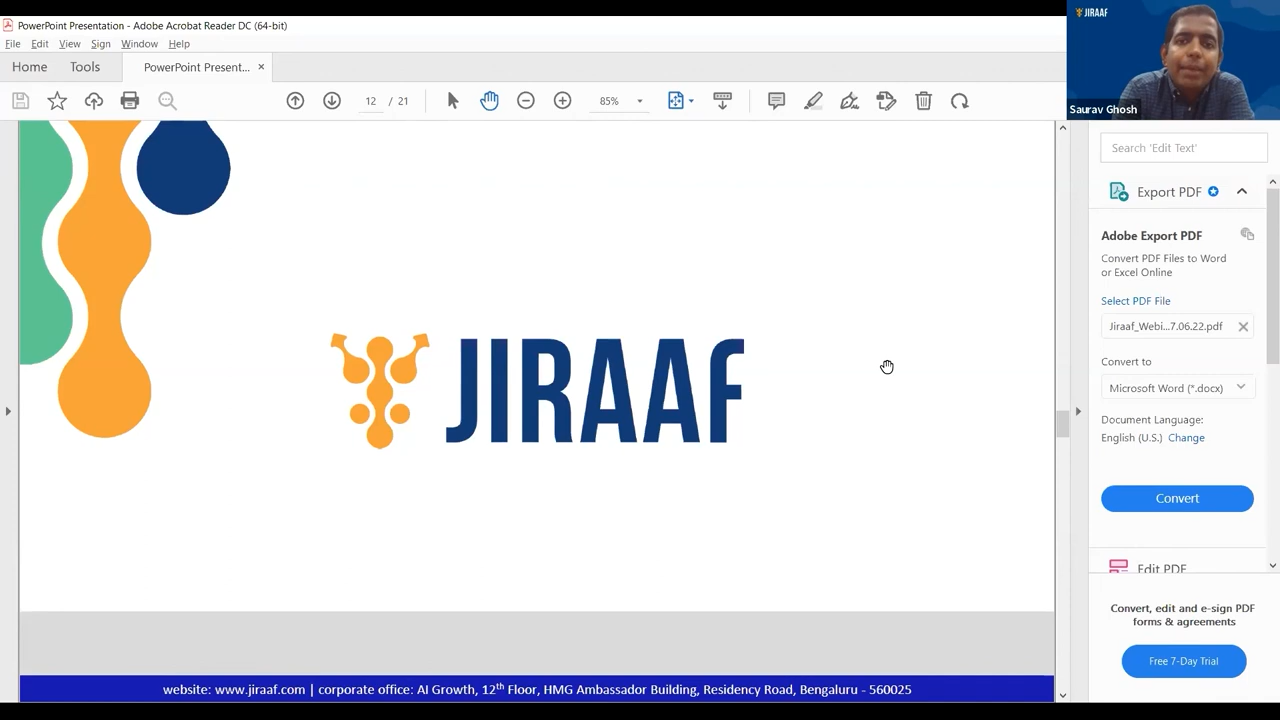 PowerPoint Presentation - Adobe Acrobat Reader DC (64-bit)
File Edit View Sign Window Help
Home Tools PowerPoint Present... ×
12 / 21
85%
JIRAAF
Saurav Ghosh
JIRAAF
Search 'Edit Text'
Export PDF
Adobe Export PDF
Convert PDF Files to Word
or Excel Online
Select PDF File
Jiraaf_Webi...7.06.22.pdf
Convert to
Microsoft Word (*.docx)
Document Language:
English (U.S.) Change
Convert
Edit PDF
Convert, edit and e-sign PDF
forms & agreements
Free 7-Day Trial
website: www.jiraaf.com | corporate office: AI Growth, 12th Floor, HMG Ambassador Building, Residency Road, Bengaluru - 560025